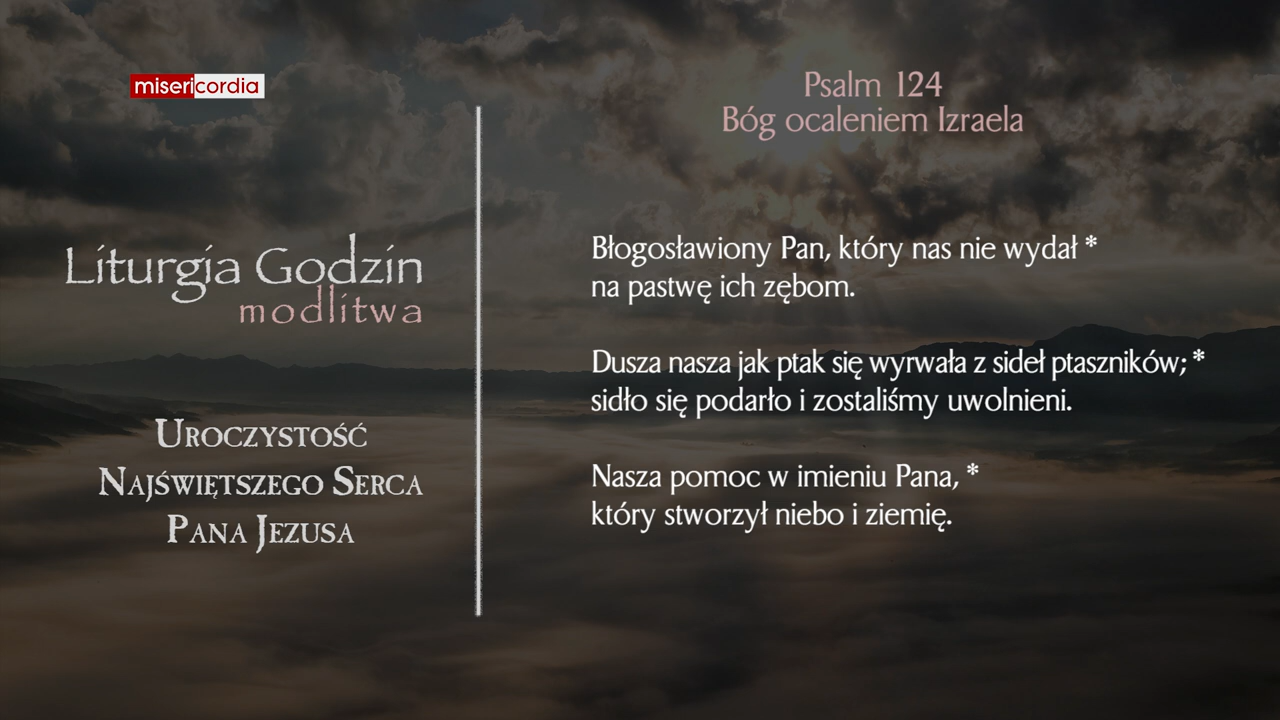 misericordia
Liturgia Godzin
modlitwa
Uroczystość
Najświętszego Serca
Pana Jezusa
Psalm 124
Bóg ocaleniem Izraela
Błogosławiony Pan, który nas nie wydał *
na pastwę ich zębom.
Dusza nasza jak ptak się wyrwała z sideł ptaszników; *
sidło się podarło i zostaliśmy uwolnieni.
Nasza pomoc w imieniu Pana, *
który stworzył niebo i ziemię.